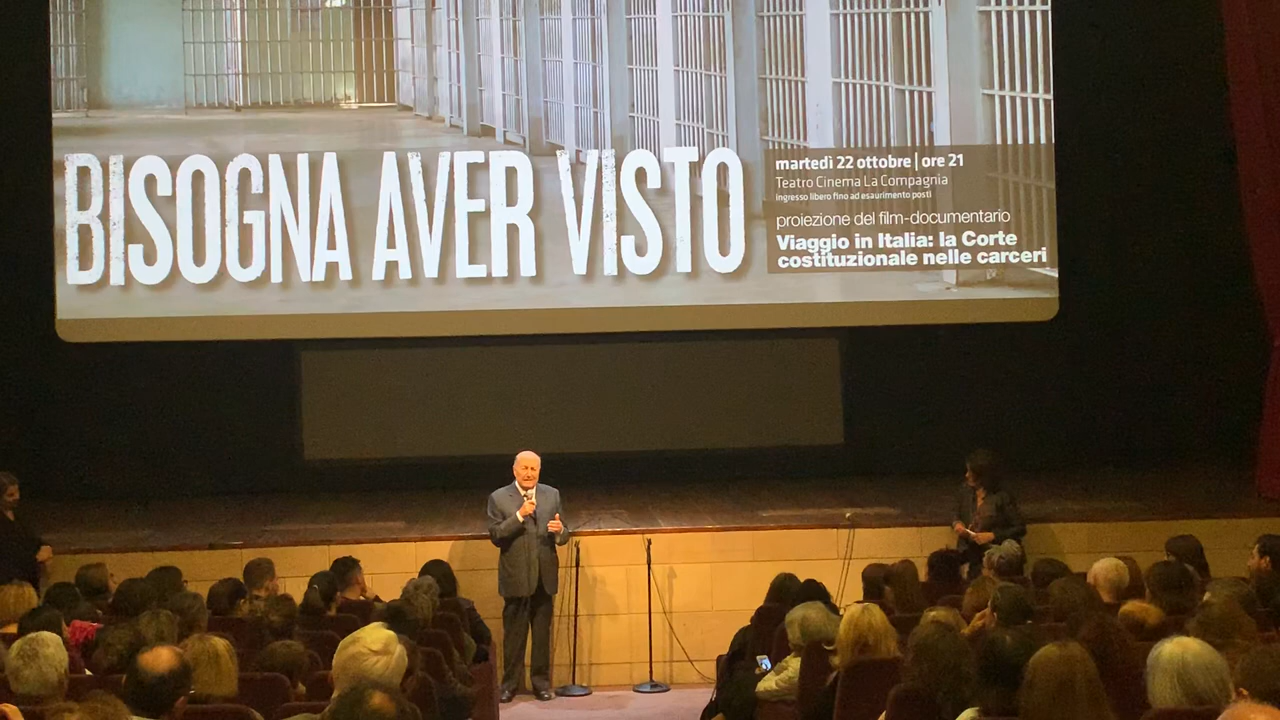 BISOGNA AVER VISTO
martedì 22 ottobre | ore 21
Teatro Cinema La Compagnia
ingresso libero fino ad esaurimento posti
proiezione del film-documentario
Viaggio in Italia: la Corte
costituzionale nelle carceri